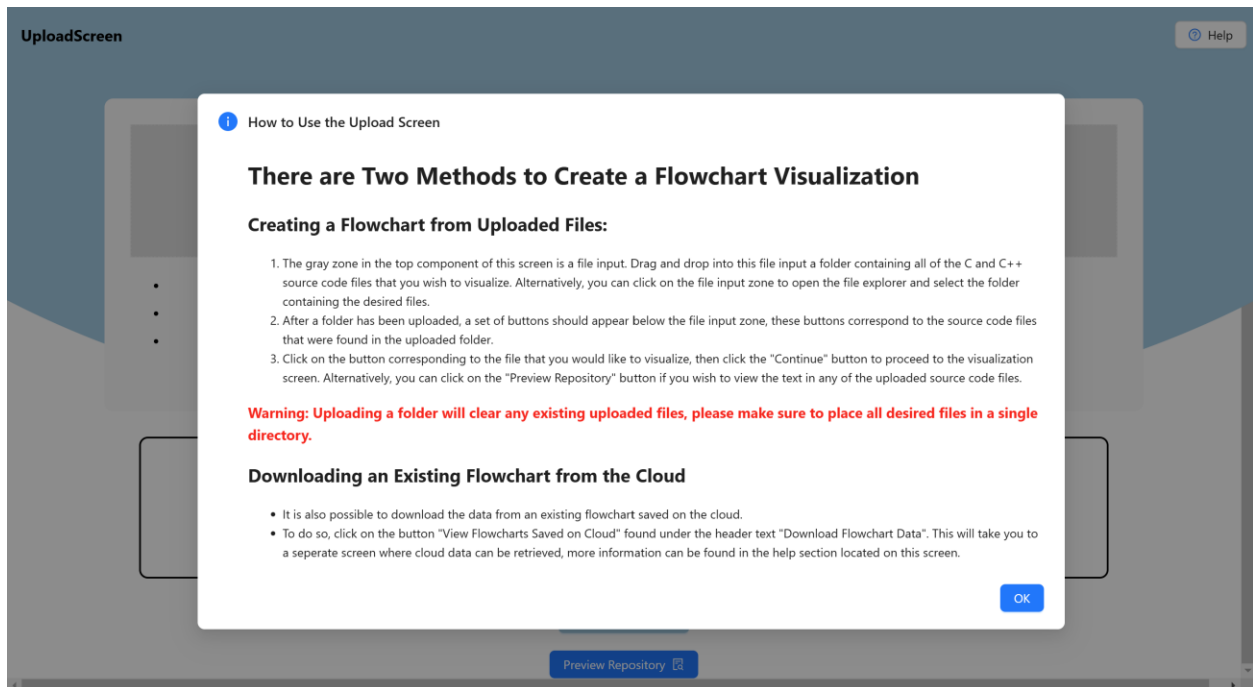 UploadScreen
Help
How to Use the Upload Screen
There are Two Methods to Create a Flowchart Visualization
Creating a Flowchart from Uploaded Files:
1. The gray zone in the top component of this screen is a file input. Drag and drop into this file input a folder containing all of the C and C++
source code files that you wish to visualize. Alternatively, you can click on the file input zone to open the file explorer and select the folder
containing the desired files.
2. After a folder has been uploaded, a set of buttons should appear below the file input zone, these buttons correspond to the source code files
that were found in the uploaded folder.
3. Click on the button corresponding to the file that you would like to visualize, then click the "Continue" button to proceed to the visualization
screen. Alternatively, you can click on the "Preview Repository" button if you wish to view the text in any of the uploaded source code files.
Warning: Uploading a folder will clear any existing uploaded files, please make sure to place all desired files in a single
directory.
Downloading an Existing Flowchart from the Cloud
• It is also possible to download the data from an existing flowchart saved on the cloud.
• To do so, click on the button "View Flowcharts Saved on Cloud" found under the header text "Download Flowchart Data". This will take you to
a seperate screen where cloud data can be retrieved, more information can be found in the help section located on this screen.
OK
Preview Repository